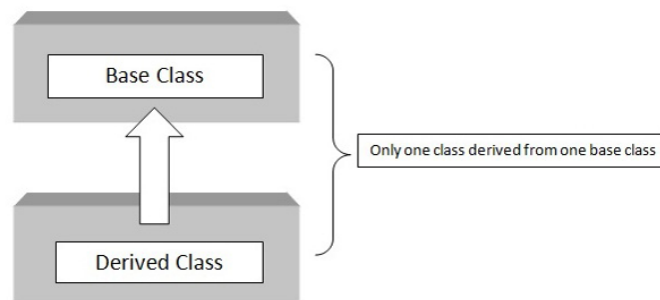 Base Class
Only one class derived from one base class
Derived Class